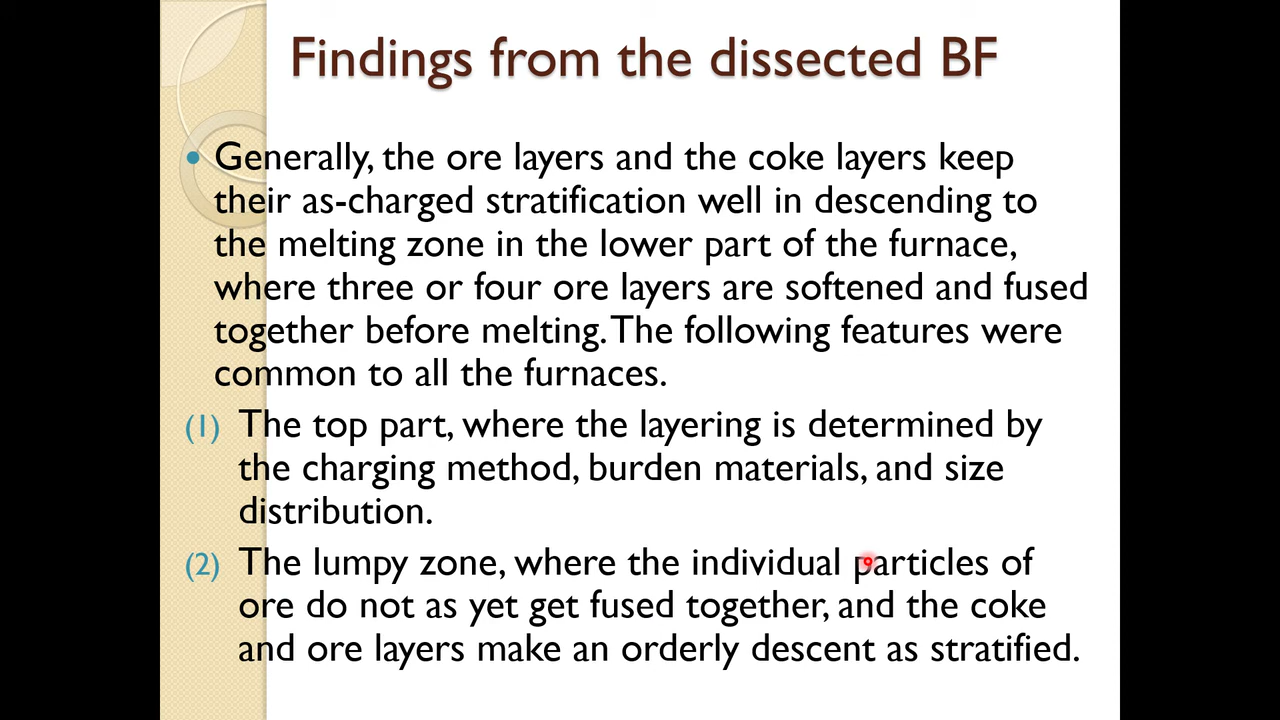 Findings from the dissected BF
• Generally, the ore layers and the coke layers keep
their as-charged stratification well in descending to
the melting zone in the lower part of the furnace,
where three or four ore layers are softened and fused
together before melting. The following features were
common to all the furnaces.
(1) The top part, where the layering is determined by
the charging method, burden materials, and size
distribution.
(2) The lumpy zone, where the individual particles of
ore do not as yet get fused together, and the coke
and ore layers make an orderly descent as stratified.